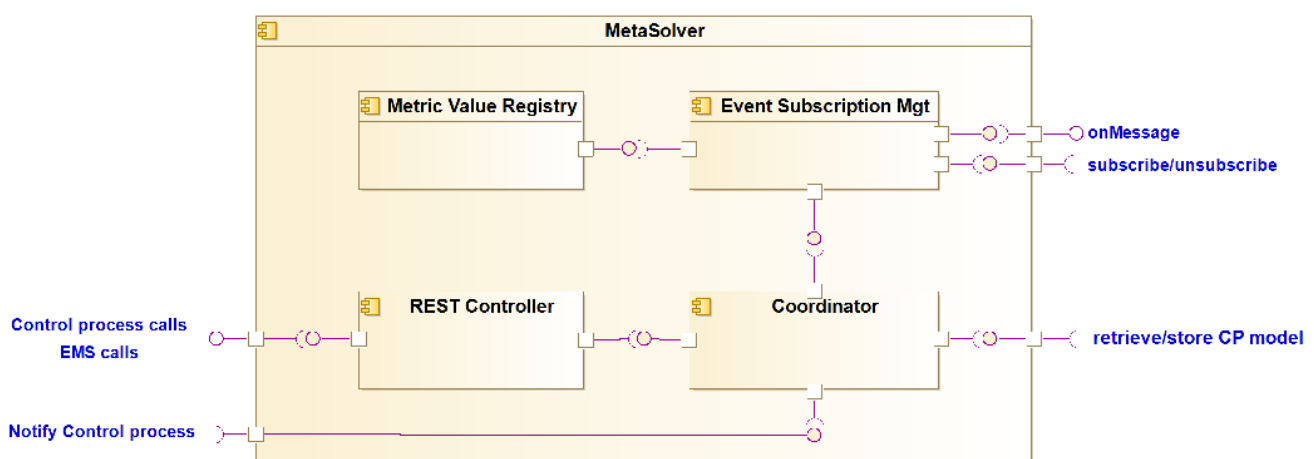 MetaSolver
Metric Value Registry
Event Subscription Mgt
onMessage
subscribe/unsubscribe
REST Controller
Coordinator
Control process calls
EMS calls
retrieve/store CP model
Notify Control process